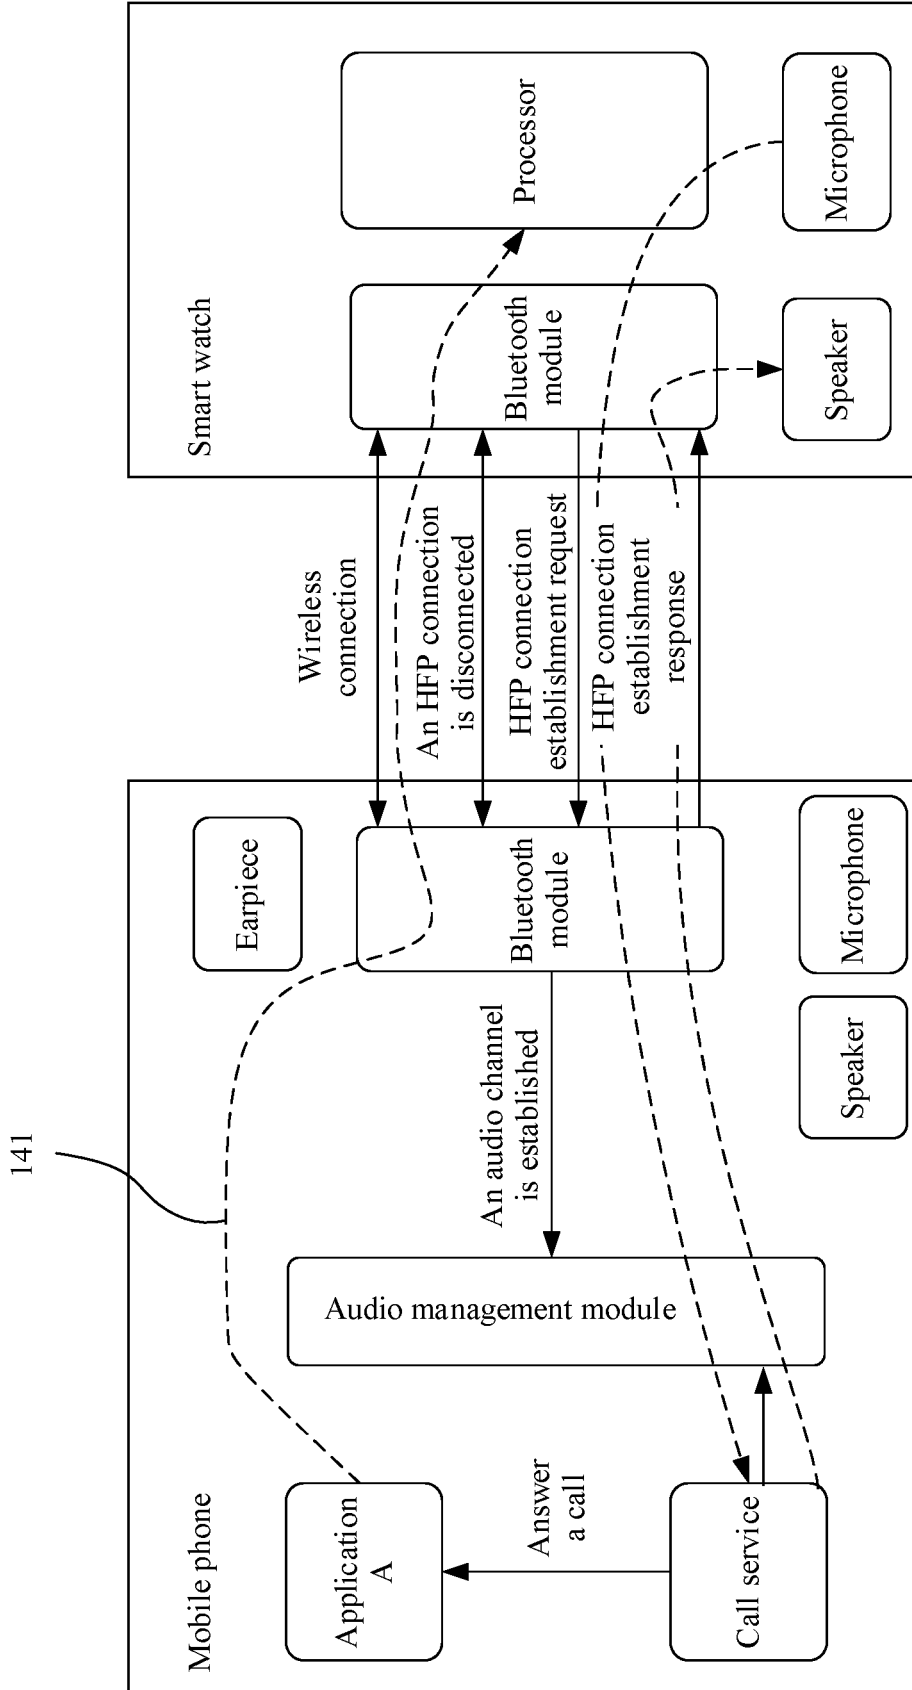 141
Mobile phone
Application
A
Answer
a call
Call service
Audio management module
An audio channel
is established
Earpiece
Bluetooth
module
Speaker
Microphone
Wireless
connection
An HFP connection
is disconnected
HFP connection
establishment request
HFP connection
establishment
response
Smart watch
Bluetooth
module
Processor
Speaker
Microphone